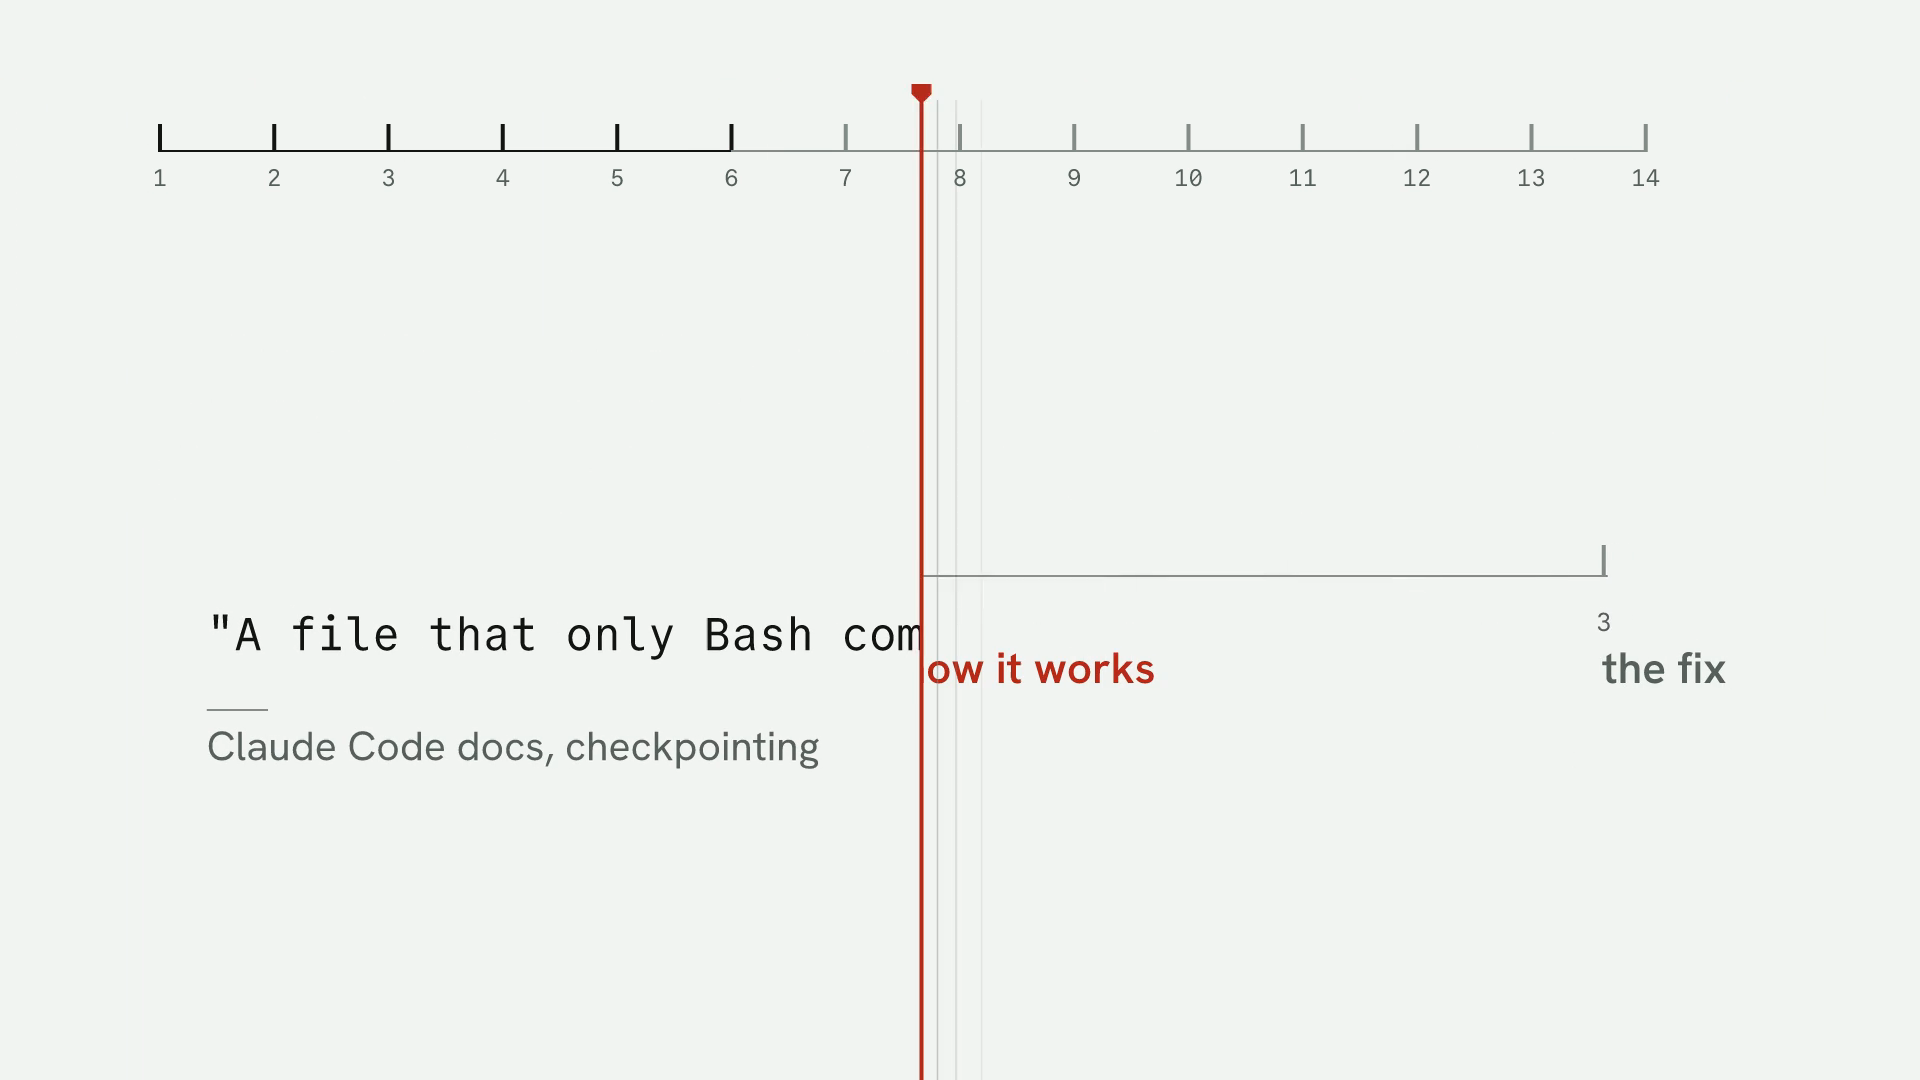 1 2 3 4 5 6 7 8 9 10 11 12 13 14
3
"A file that only Bash com
ow it works
the fix
Claude Code docs, checkpointing